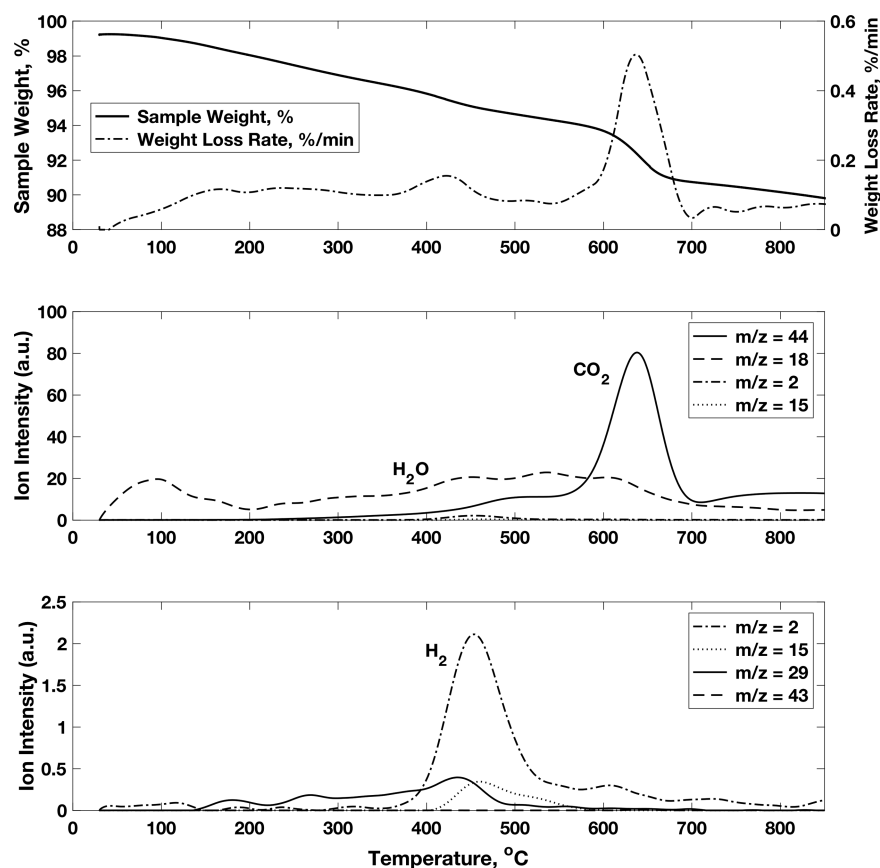 100
98
96
94
92
90
88
Sample Weight, %
Sample Weight, %
Weight Loss Rate, %/min
0.6
0.4
0.2
0
Weight Loss Rate, %/min
0 100 200 300 400 500 600 700 800
100
80
60
40
20
0
Ion Intensity (a.u.)
CO2
H2O
m/z = 44
m/z = 18
m/z = 2
m/z = 15
0 100 200 300 400 500 600 700 800
2.5
2
1.5
1
0.5
0
Ion Intensity (a.u.)
H2
m/z = 2
m/z = 15
m/z = 29
m/z = 43
0 100 200 300 400 500 600 700 800
Temperature, °C